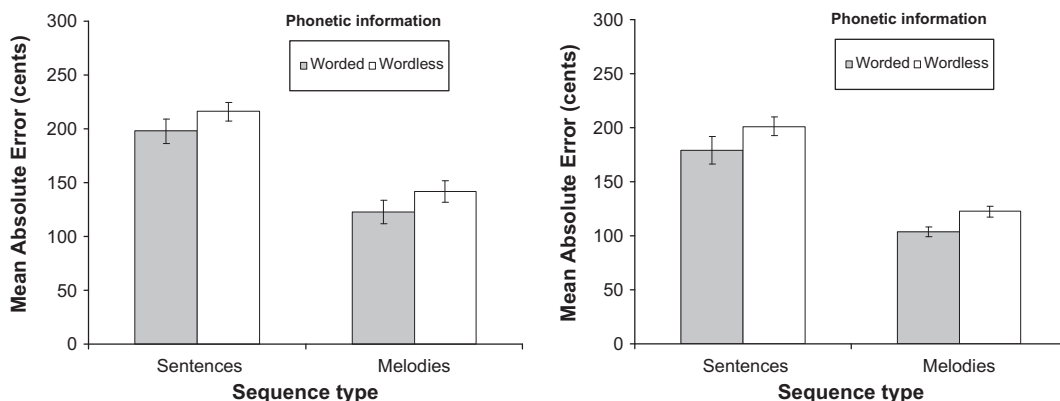 Phonetic information
Worded Wordless
Mean Absolute Error (cents)
300
250
200
150
100
50
0
Sentences Melodies
Sequence type
Phonetic information
Worded Wordless
Mean Absolute Error (cents)
300
250
200
150
100
50
0
Sentences Melodies
Sequence type